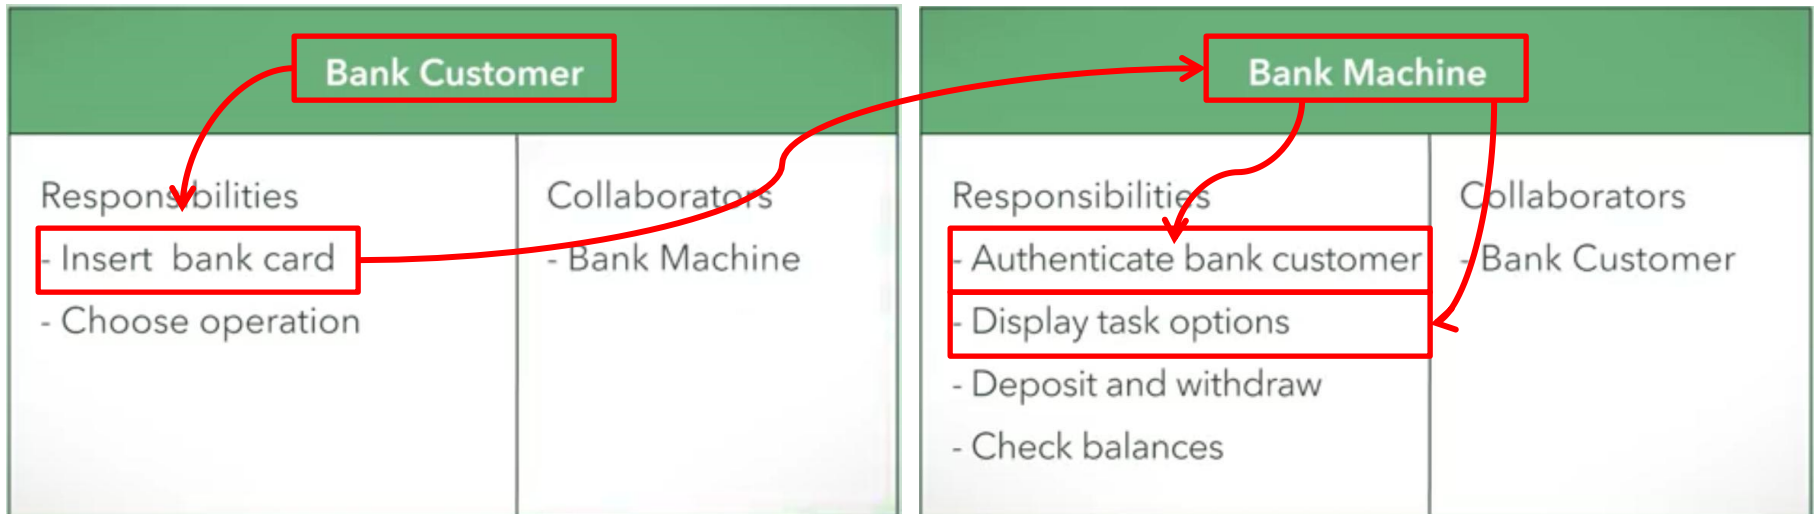 Bank Customer
Responsibilities
- Insert bank card
- Choose operation
Collaborators
- Bank Machine
Bank Machine
Responsibilities
- Authenticate bank customer
- Display task options
- Deposit and withdraw
- Check balances
Collaborators
- Bank Customer